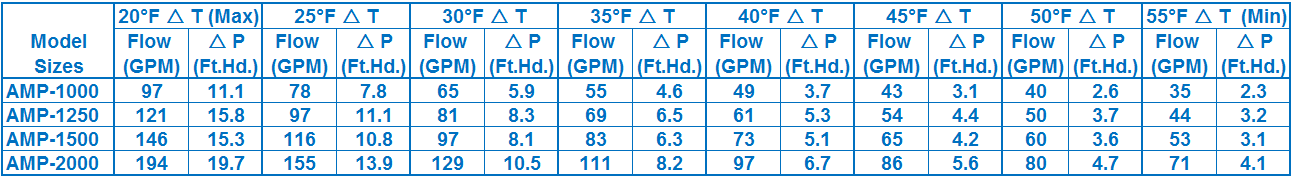 20°F △ T (Max) 25°F △ T 30°F △ T 35°F △ T 40°F △ T 45°F △ T 50°F △ T 55°F △ T (Min)
Model Flow △ P Flow △ P Flow △ P Flow △ P Flow △ P Flow △ P Flow △ P Flow △ P
Sizes (GPM) (Ft.Hd.) (GPM) (Ft.Hd.) (GPM) (Ft.Hd.) (GPM) (Ft.Hd.) (GPM) (Ft.Hd.) (GPM) (Ft.Hd.) (GPM) (Ft.Hd.) (GPM) (Ft.Hd.)
AMP-1000 97 11.1 78 7.8 65 5.9 55 4.6 49 3.7 43 3.1 40 2.6 35 2.3
AMP-1250 121 15.8 97 11.1 81 8.3 69 6.5 61 5.3 54 4.4 50 3.7 44 3.2
AMP-1500 146 15.3 116 10.8 97 8.1 83 6.3 73 5.1 65 4.2 60 3.6 53 3.1
AMP-2000 194 19.7 155 13.9 129 10.5 111 8.2 97 6.7 86 5.6 80 4.7 71 4.1